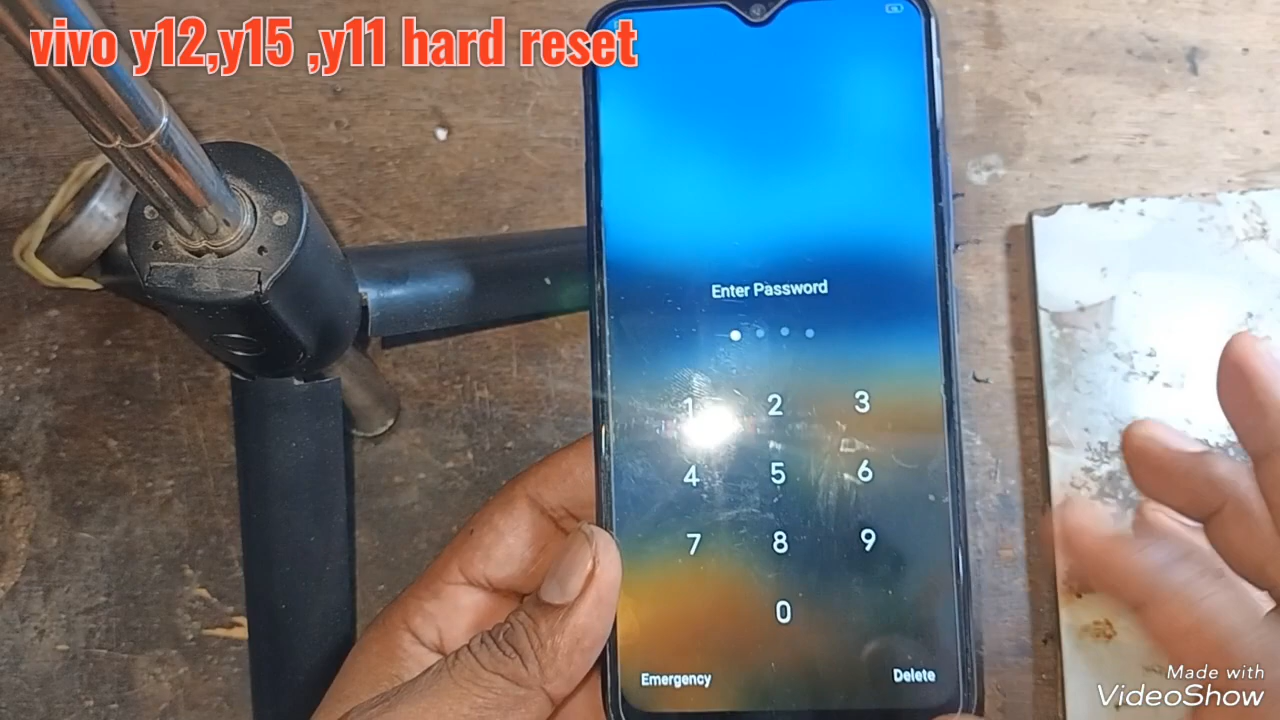 vivo y12,y15 ,y11 hard reset
Enter Password
1 2 3
4 5 6
7 8 9
0
Emergency Delete
Made with
VideoShow